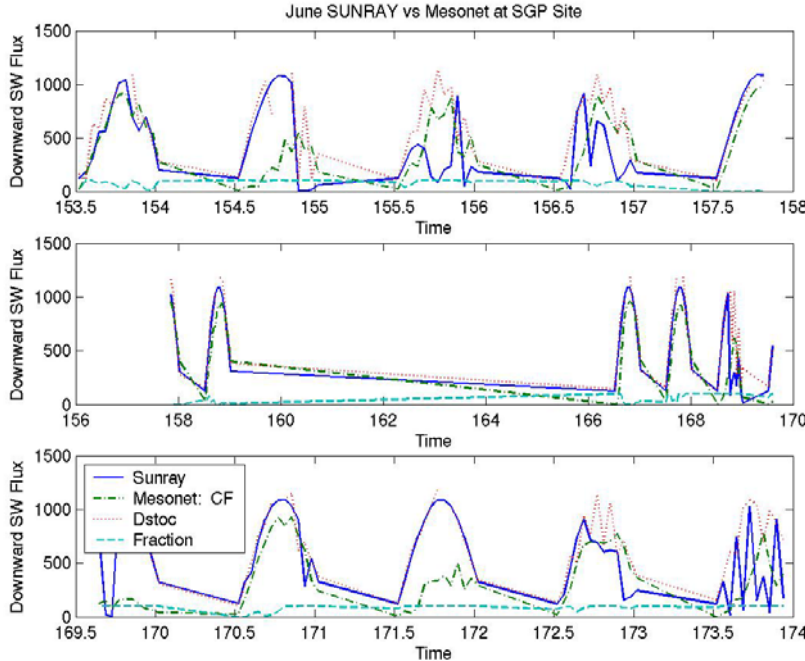 June SUNRAY vs Mesonet at SGP Site
Downward SW Flux
1500
1000
500
0
153.5 154 154.5 155 155.5 156 156.5 157 157.5 158
Time
Downward SW Flux
1500
1000
500
0
156 158 160 162 164 166 168 170
Time
Downward SW Flux
1500
1000
500
0
Sunray
Mesonet: CF
Dstoc
Fraction
169.5 170 170.5 171 171.5 172 172.5 173 173.5 174
Time